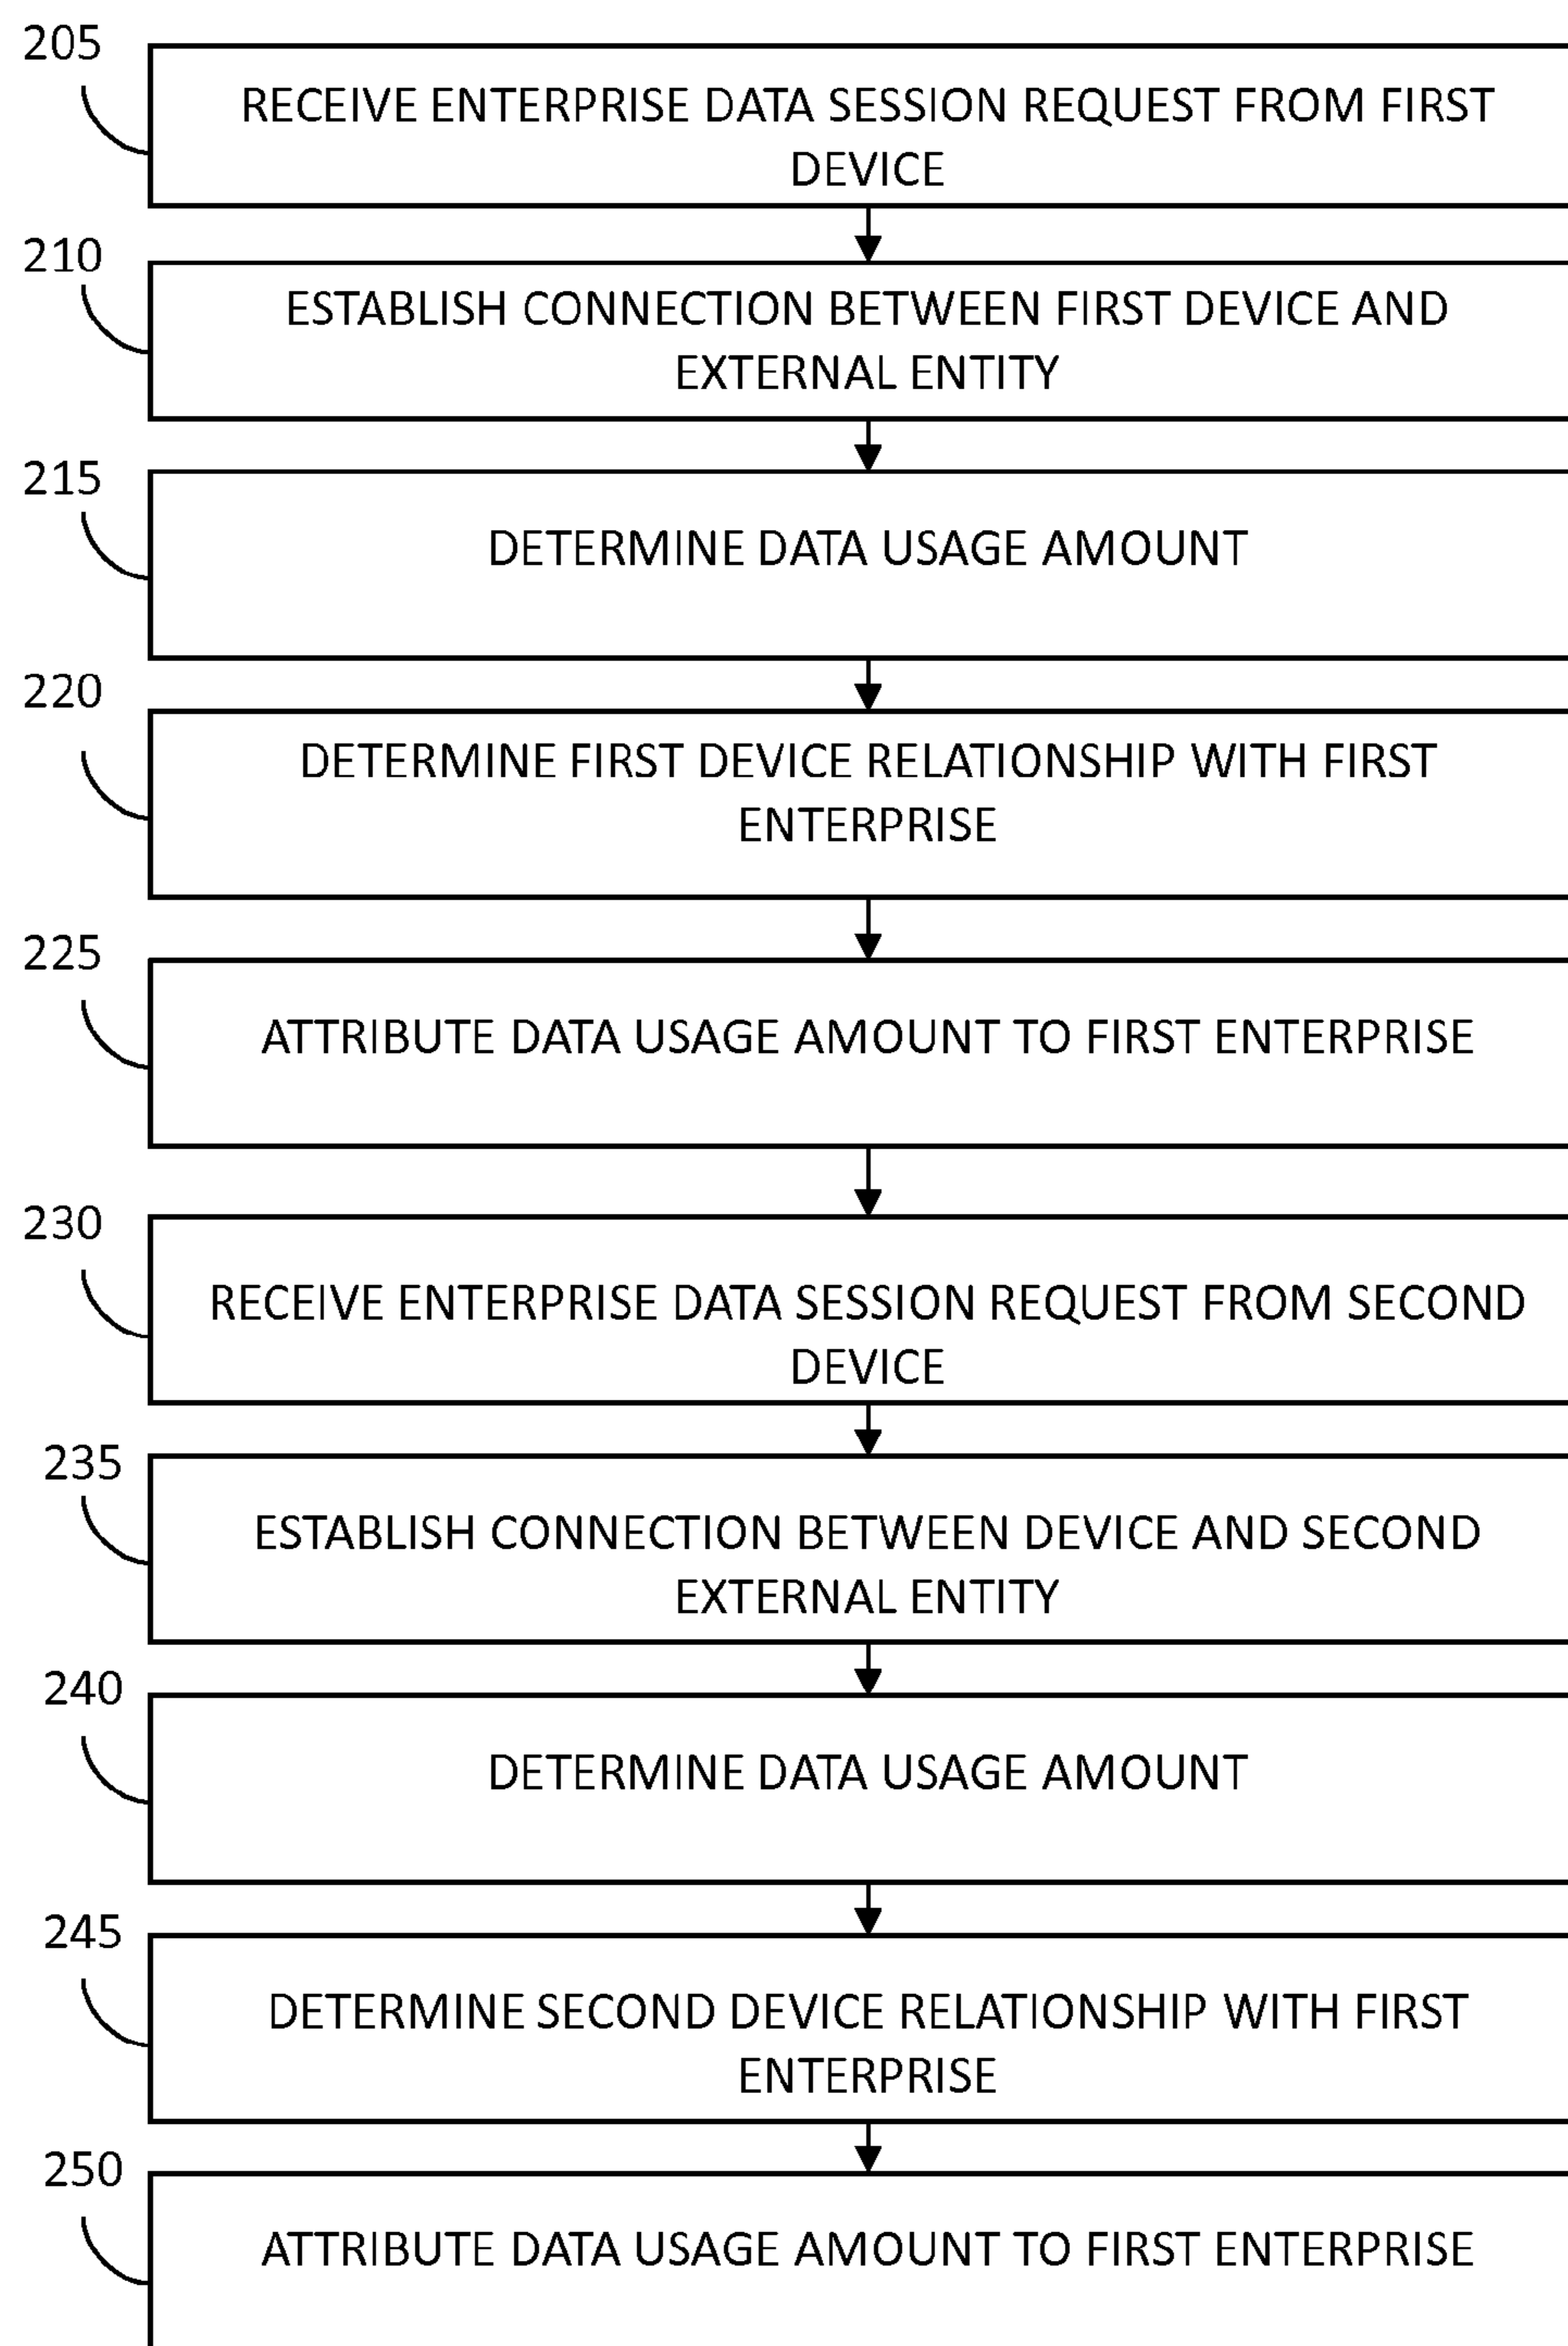 205
RECEIVE ENTERPRISE DATA SESSION REQUEST FROM FIRST
DEVICE
210
ESTABLISH CONNECTION BETWEEN FIRST DEVICE AND
EXTERNAL ENTITY
215
DETERMINE DATA USAGE AMOUNT
220
DETERMINE FIRST DEVICE RELATIONSHIP WITH FIRST
ENTERPRISE
225
ATTRIBUTE DATA USAGE AMOUNT TO FIRST ENTERPRISE
230
RECEIVE ENTERPRISE DATA SESSION REQUEST FROM SECOND
DEVICE
235
ESTABLISH CONNECTION BETWEEN DEVICE AND SECOND
EXTERNAL ENTITY
240
DETERMINE DATA USAGE AMOUNT
245
DETERMINE SECOND DEVICE RELATIONSHIP WITH FIRST
ENTERPRISE
250
ATTRIBUTE DATA USAGE AMOUNT TO FIRST ENTERPRISE